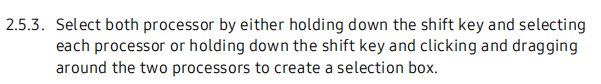 2.5.3. Select both processor by either holding down the shift key and selecting
each processor or holding down the shift key and clicking and dragging
around the two processors to create a selection box.